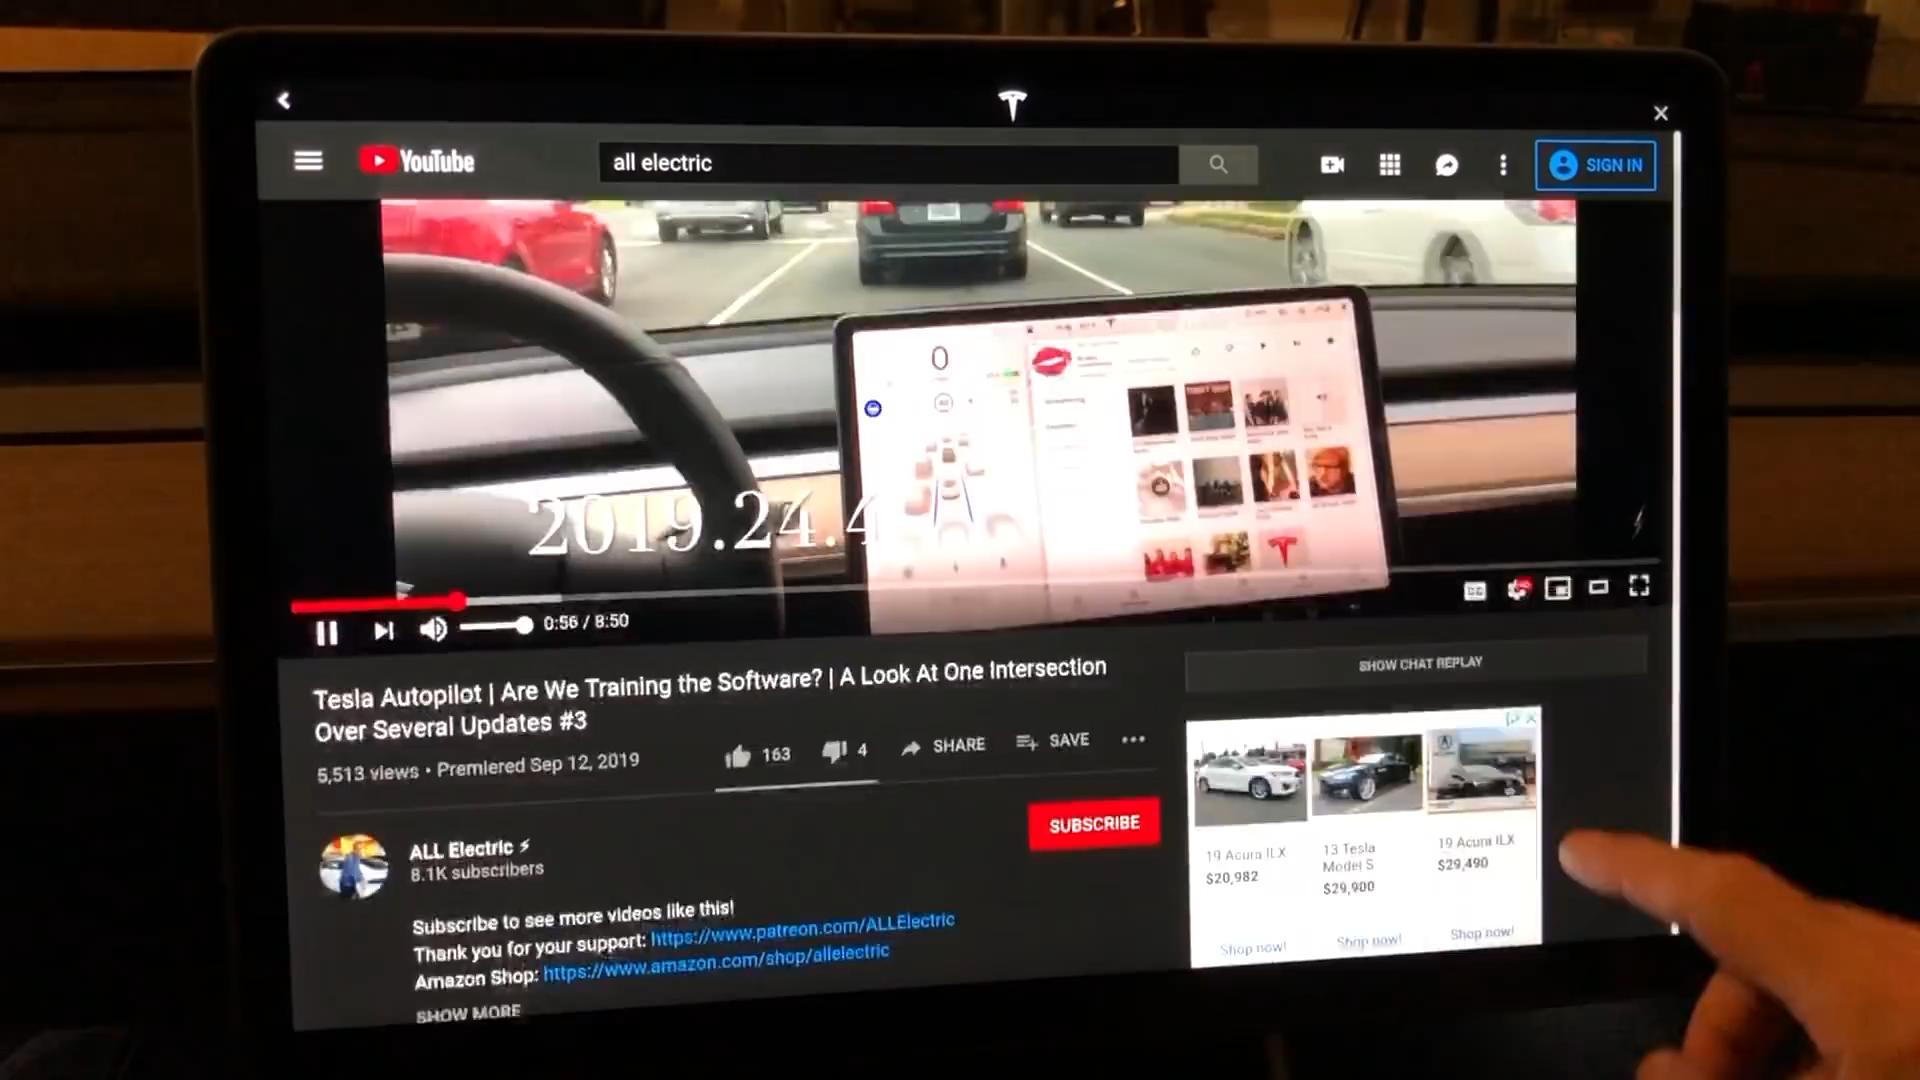 YouTube
all electric
SIGN IN
0
2019.24.4
0:56 / 8:50
Tesla Autopilot | Are We Training the Software? | A Look At One Intersection
Over Several Updates #3
5,513 views • Premiered Sep 12, 2019
163
4
SHARE
SAVE
ALL Electric ⚡
8.1K subscribers
SUBSCRIBE
Subscribe to see more videos like this!
Thank you for your support: https://www.patreon.com/ALLElectric
Amazon Shop: https://www.amazon.com/shop/allelectric
SHOW MORE
SHOW CHAT REPLAY
19 Acura ILX
$20,982
Shop now!
13 Tesla
Model S
$29,900
Shop now!
19 Acura ILX
$29,490
Shop now!